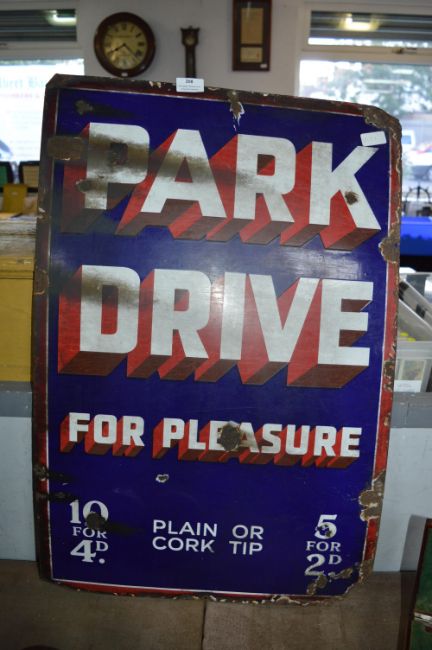 PARK
DRIVE
FOR PLEASURE
10
FOR
4D.
PLAIN OR
CORK TIP
5
FOR
2D